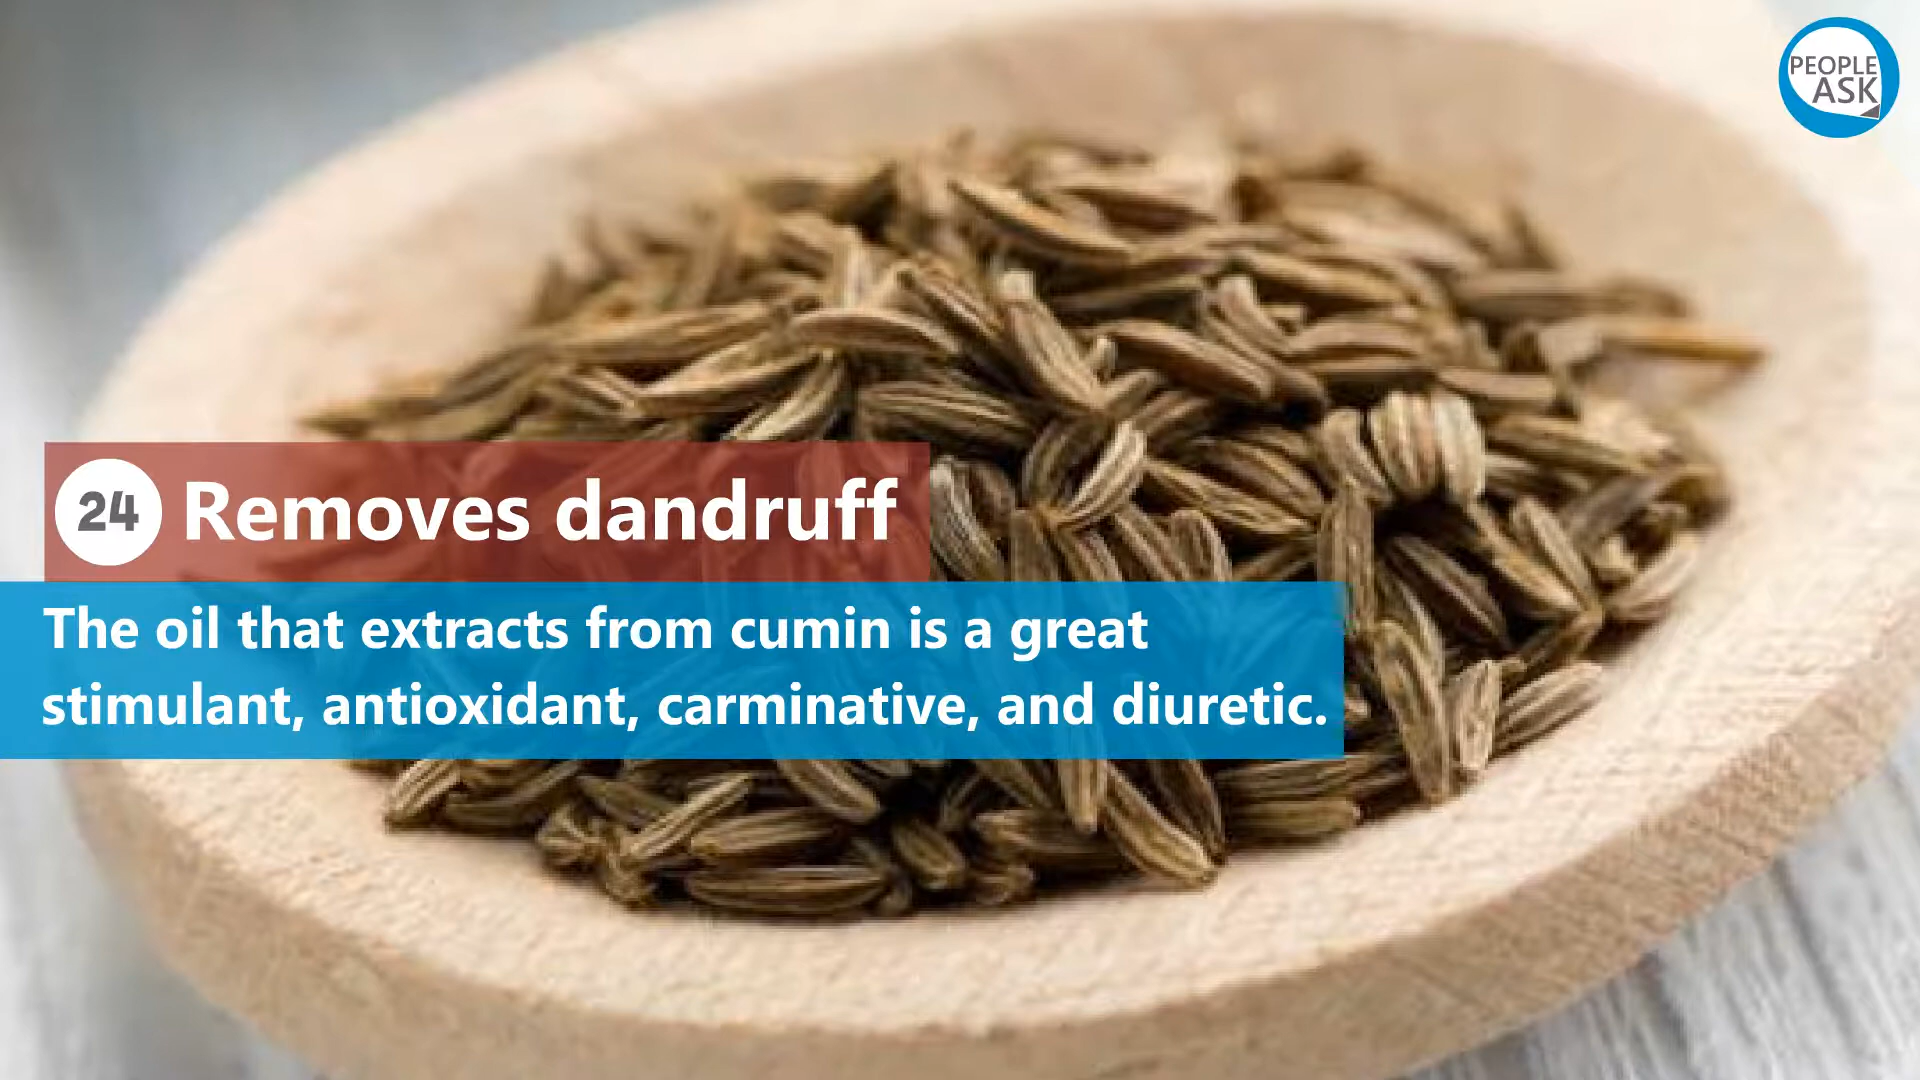 PEOPLE
ASK
24 Removes dandruff
The oil that extracts from cumin is a great
stimulant, antioxidant, carminative, and diuretic.